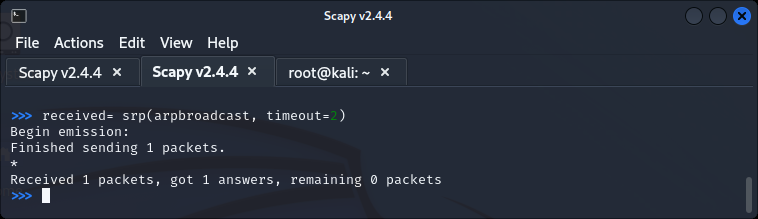 Scapy v2.4.4
File Actions Edit View Help
Scapy v2.4.4 × Scapy v2.4.4 × root@kali: ~ ×
>>> received= srp(arpbroadcast, timeout=2)
Begin emission:
Finished sending 1 packets.
*
Received 1 packets, got 1 answers, remaining 0 packets
>>>